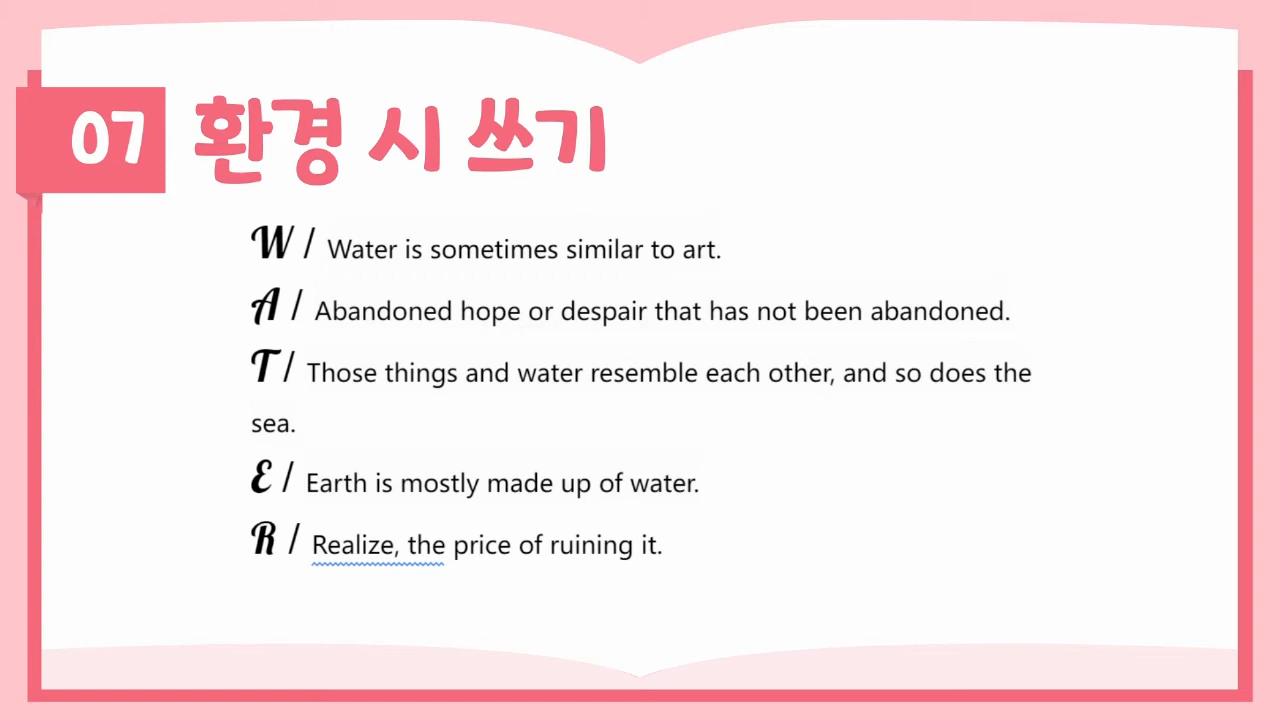 07 환경 시 쓰기
W / Water is sometimes similar to art.
A / Abandoned hope or despair that has not been abandoned.
T / Those things and water resemble each other, and so does the
sea.
E / Earth is mostly made up of water.
R / Realize, the price of ruining it.